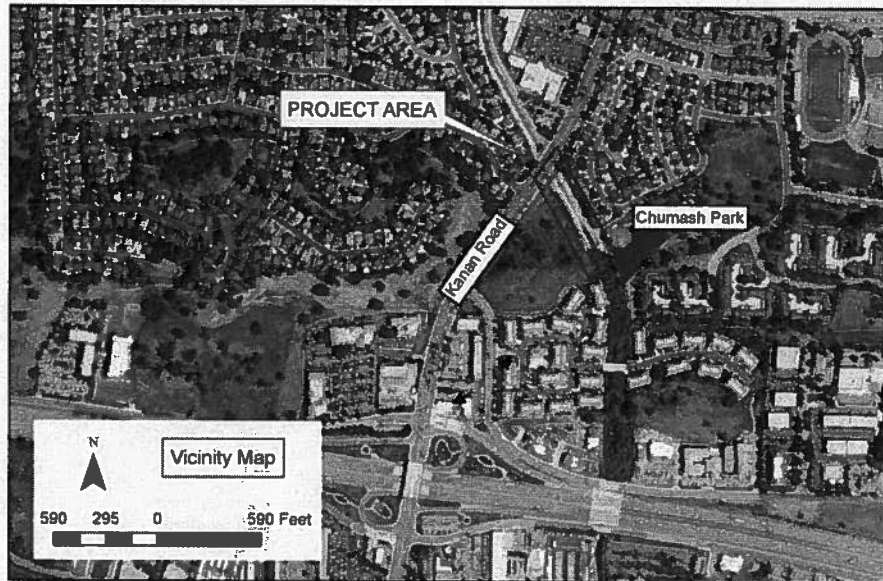 PROJECT AREA
Chumash Park
Kanan Road
N
Vicinity Map
590 295 0 590 Feet